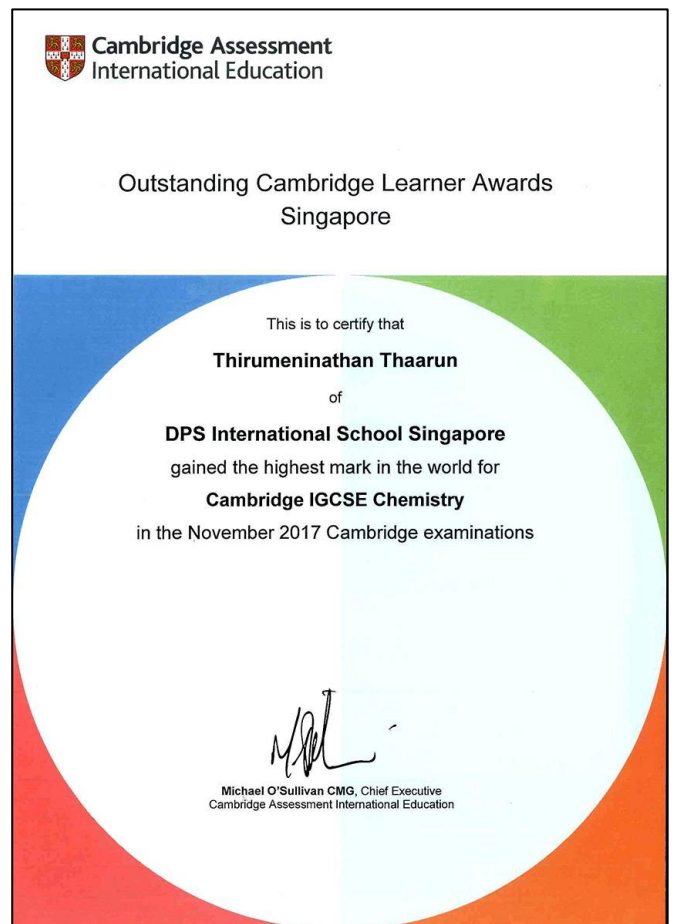 Cambridge Assessment
International Education
Outstanding Cambridge Learner Awards
Singapore
This is to certify that
Thirumeninathan Thaarun
of
DPS International School Singapore
gained the highest mark in the world for
Cambridge IGCSE Chemistry
in the November 2017 Cambridge examinations
Michael O'Sullivan CMG, Chief Executive
Cambridge Assessment International Education